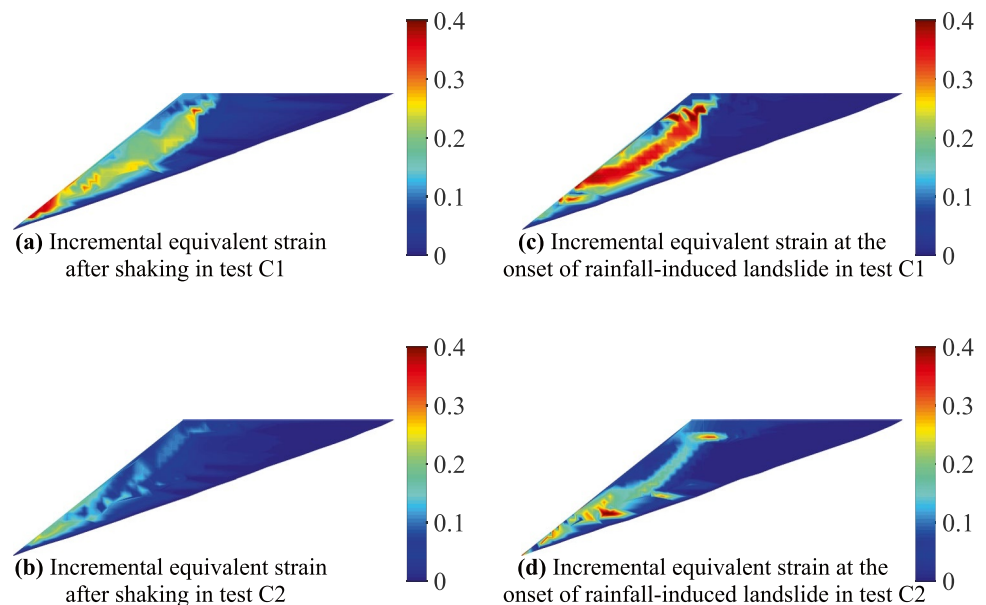 0.4
0.3
0.2
0.1
0
(a) Incremental equivalent strain
after shaking in test C1
0.4
0.3
0.2
0.1
0
(c) Incremental equivalent strain at the
onset of rainfall-induced landslide in test C1
0.4
0.3
0.2
0.1
0
(b) Incremental equivalent strain
after shaking in test C2
0.4
0.3
0.2
0.1
0
(d) Incremental equivalent strain at the
onset of rainfall-induced landslide in test C2